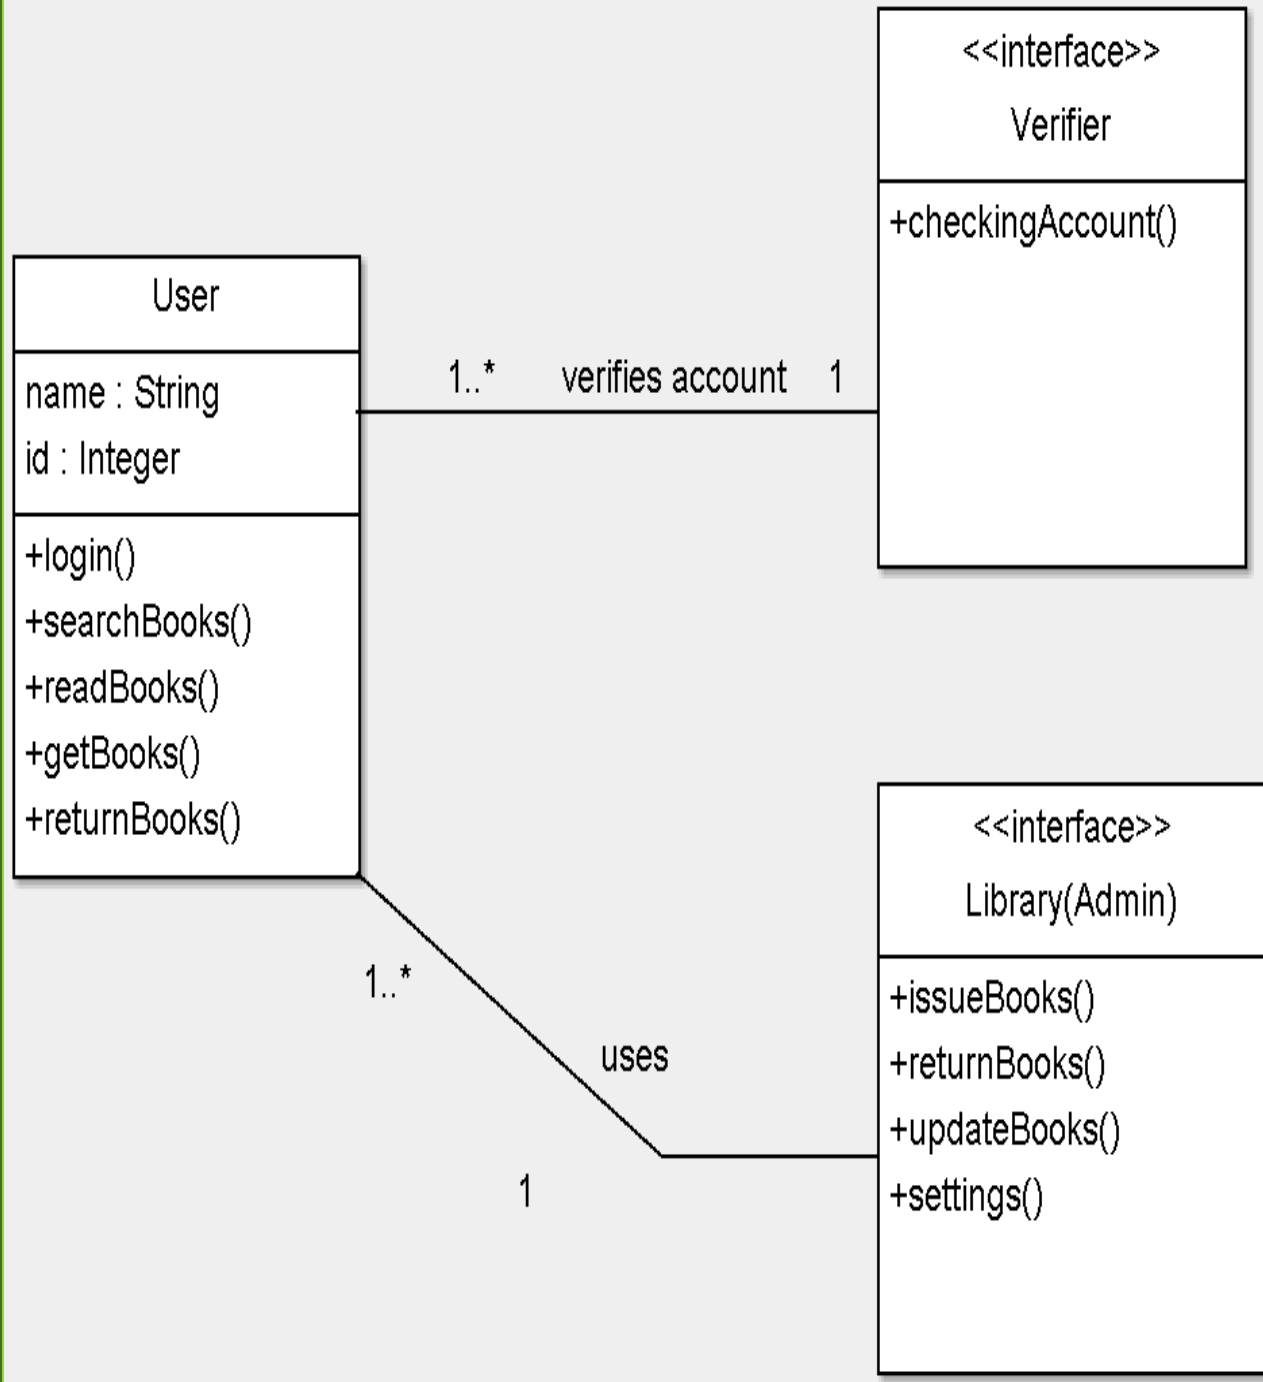 <<interface>>
Verifier
+checkingAccount()
User
name : String
id : Integer
+login()
+searchBooks()
+readBooks()
+getBooks()
+returnBooks()
1..* verifies account 1
1..*
uses
1
<<interface>>
Library(Admin)
+issueBooks()
+returnBooks()
+updateBooks()
+settings()